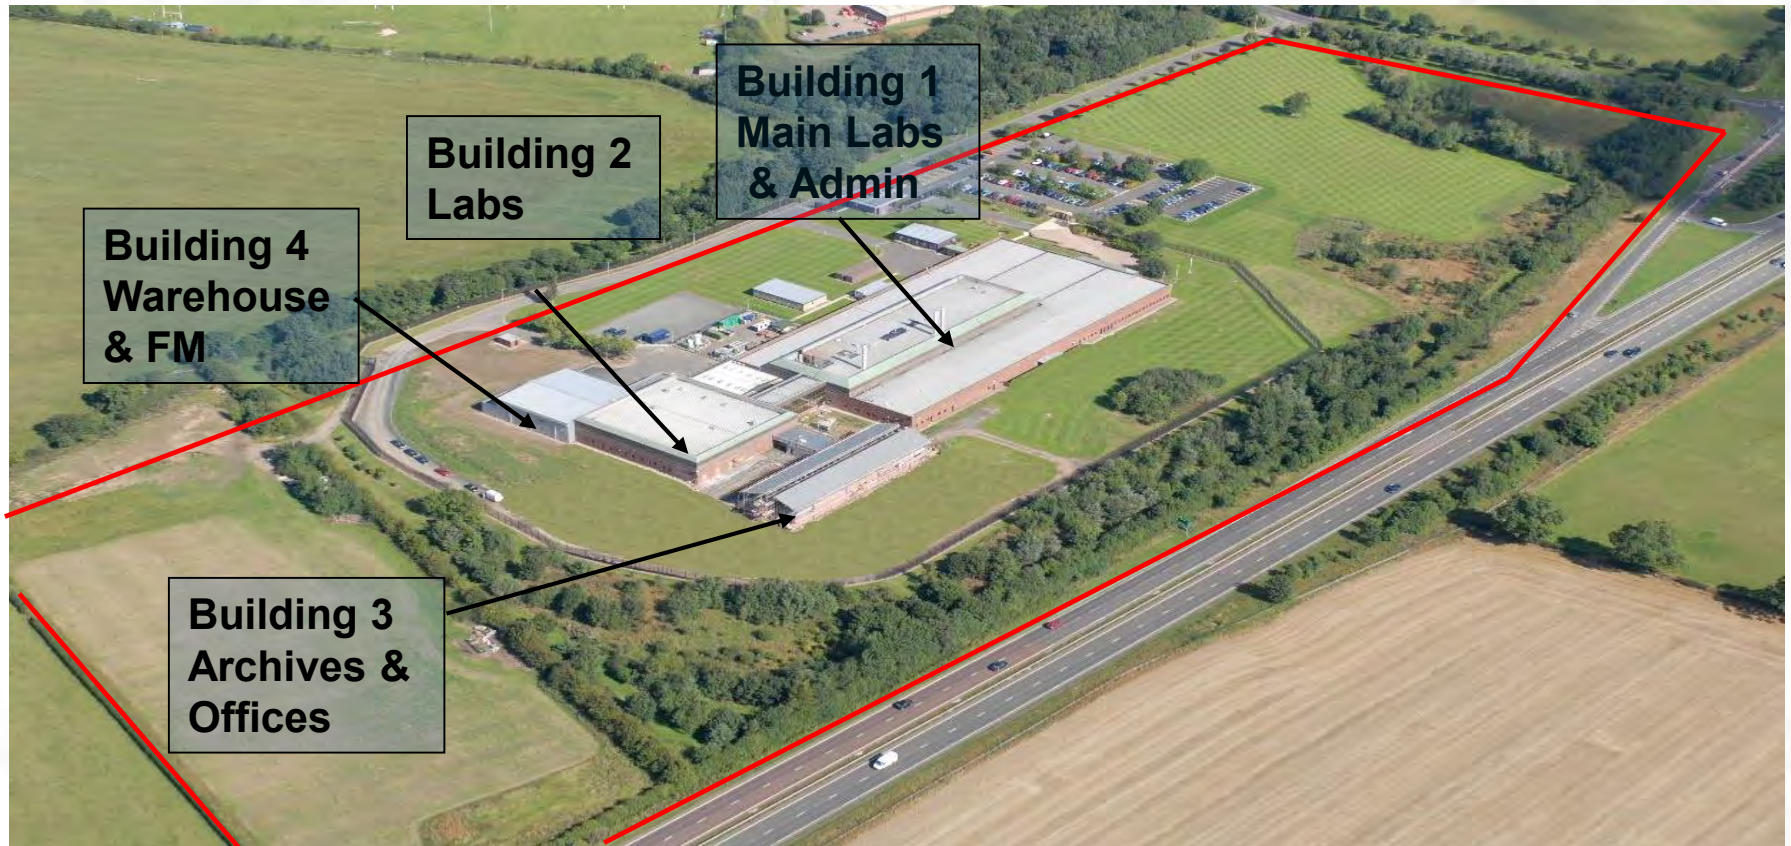 Building 1
Main Labs
& Admin
Building 2
Labs
Building 4
Warehouse
& FM
Building 3
Archives &
Offices